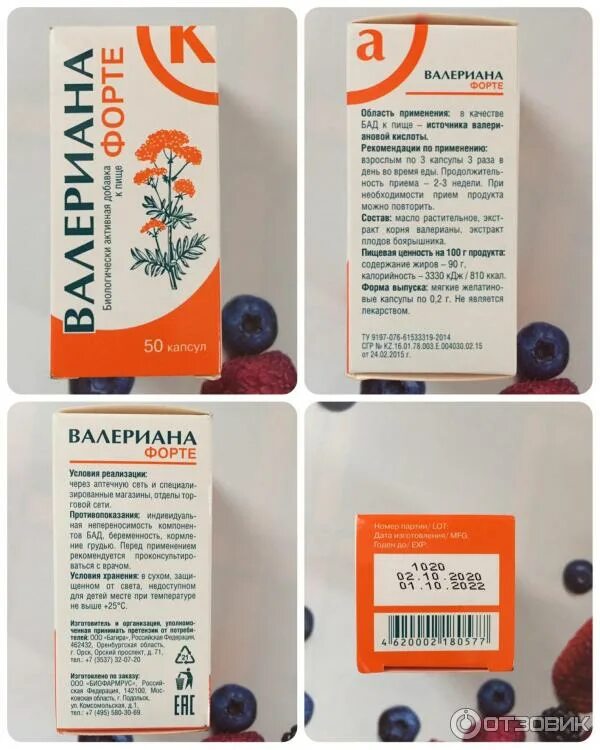 К
ВАЛЕРИАНА
ФОРТЕ
Биологически активная добавка
к пище
50 капсул
а
ВАЛЕРИАНА
ФОРТЕ
Область применения: в качестве
БАД к пище – источника валери-
ановой кислоты.
Рекомендации по применению:
взрослым по 3 капсулы 3 раза в
день во время еды. Продолжитель-
ность приема – 2-3 недели. При
необходимости прием продукта
можно повторить.
Состав: масло растительное, экст-
ракт корня валерианы, экстракт
плодов боярышника.
Пищевая ценность на 100 г продукта:
содержание жиров – 90 г,
калорийность – 3330 кДж / 810 ккал.
Форма выпуска: мягкие желатино-
вые капсулы по 0,2 г. Не является
лекарством.
ТУ 9197-076-61533319-2014
СГР № KZ.16.01.78.003.Е.004030.02.15
от 24.02.2015 г.
ВАЛЕРИАНА
ФОРТЕ
Условия реализации:
через аптечную сеть и специали-
зированные магазины, отделы тор-
говой сети.
Противопоказания: индивидуаль-
ная непереносимость компонен-
тов БАД, беременность, кормле-
ние грудью. Перед применением
рекомендуется проконсультиро-
ваться с врачом.
Условия хранения: в сухом, за-
щищенном от света, недоступном
для детей месте при температуре
не выше +25°С.
Изготовитель и организация, уполномо-
ченная принимать претензии от потреби-
телей: ООО «Багира», Российская Федерация,
462432, Оренбургская область,
г. Орск, Орский проспект, д. 71,
тел.: +7 (3537) 32-07-20
Изготовлено по заказу:
ООО «БИОФАРМРУС», Россий-
ская Федерация, 142100, Мос-
ковская область, г. Подольск,
ул. Комсомольская, д.1,
тел.: +7 (495) 580-30-69.
ЕАС
Номер партии/ LOT:
Дата изготовления/ MFG:
Годен до/ EXP:
1020
02.10.2020
01.10.2022
4 620002 180577
ОТЗОВИК